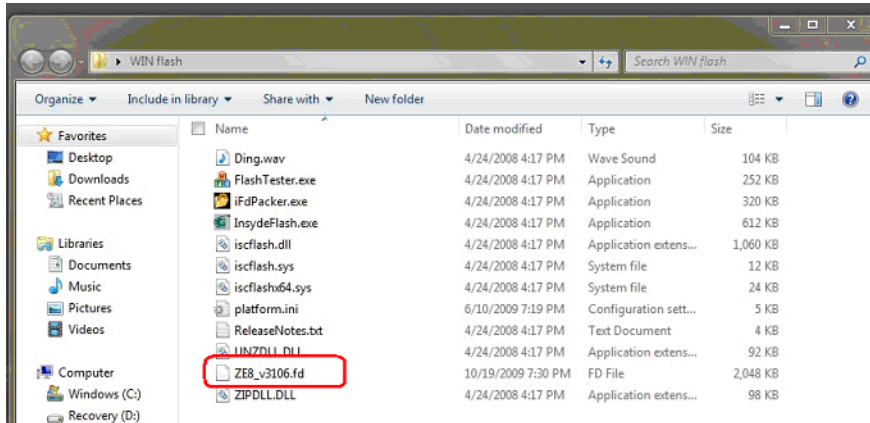 WIN flash
Search WIN flash
Organize Include in library Share with New folder
Favorites
Desktop
Downloads
Recent Places
Libraries
Documents
Music
Pictures
Videos
Computer
Windows (C:)
Recovery (D:)
Name Date modified Type Size
Ding.wav 4/24/2008 4:17 PM Wave Sound 104 KB
FlashTester.exe 4/24/2008 4:17 PM Application 252 KB
iFdPacker.exe 4/24/2008 4:17 PM Application 320 KB
InsydeFlash.exe 4/24/2008 4:17 PM Application 612 KB
iscflash.dll 4/24/2008 4:17 PM Application extens... 1,060 KB
iscflash.sys 4/24/2008 4:17 PM System file 12 KB
iscflashx64.sys 4/24/2008 4:17 PM System file 24 KB
platform.ini 6/10/2009 7:19 PM Configuration sett... 5 KB
ReleaseNotes.txt 4/24/2008 4:17 PM Text Document 4 KB
UNZDLL.DLL 4/24/2008 4:17 PM Application extens... 92 KB
ZE8_v3106.fd 10/19/2009 7:30 PM FD File 2,048 KB
ZIPDLL.DLL 4/24/2008 4:17 PM Application extens... 98 KB